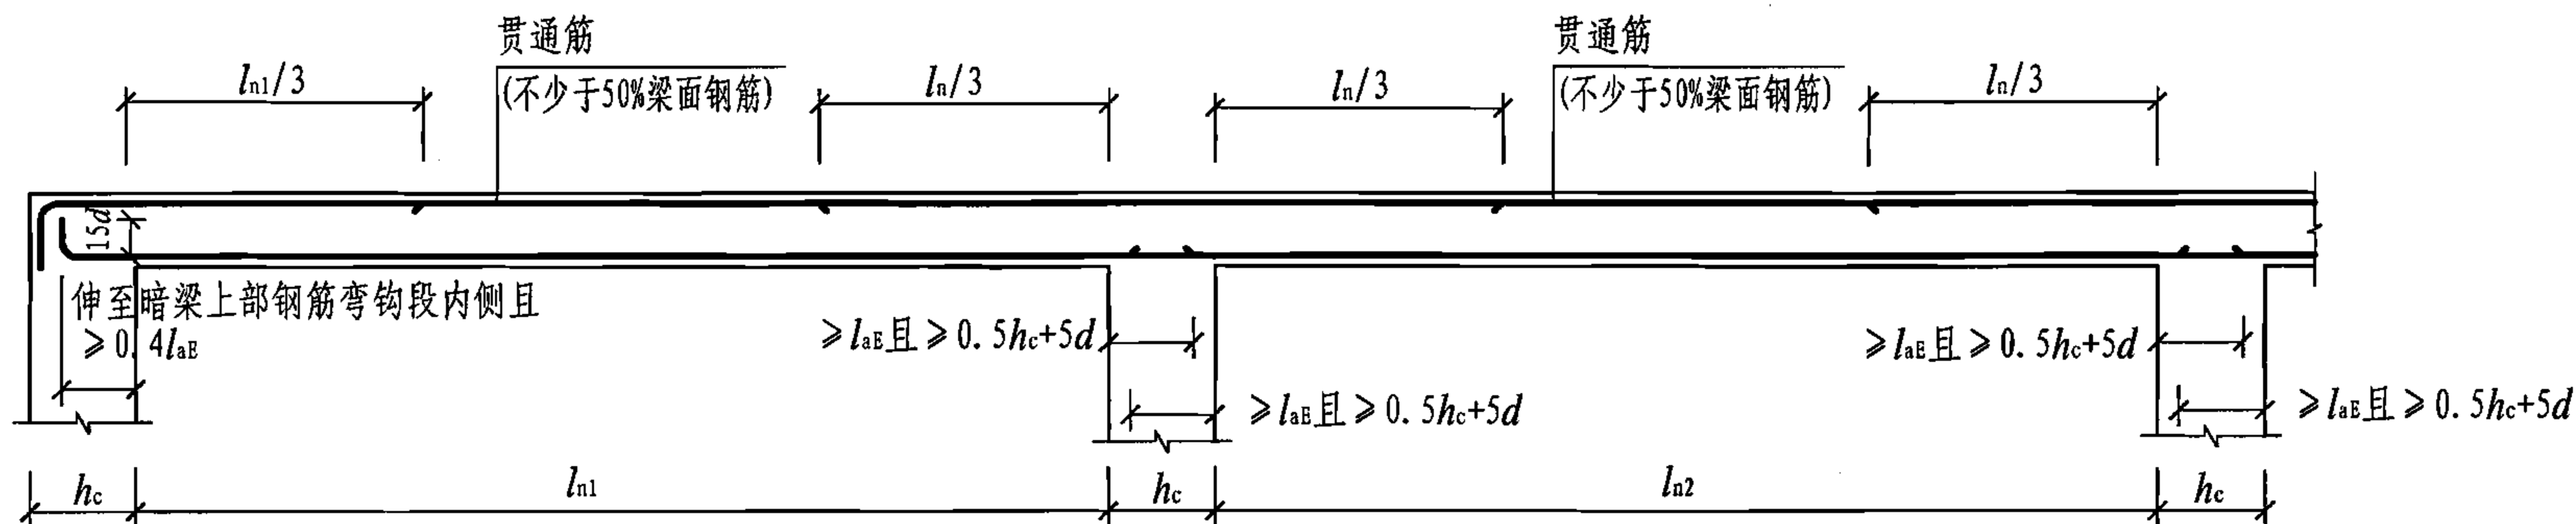 贯通筋
(不少于50%梁面钢筋)
贯通筋
(不少于50%梁面钢筋)
ln1/3
ln/3
ln/3
ln/3
15d
伸至暗梁上部钢筋弯钩段内侧且
≥0.4laE
≥laE且≥0.5hc+5d
≥laE且≥0.5hc+5d
≥laE且≥0.5hc+5d
≥laE且≥0.5hc+5d
hc
ln1
hc
ln2
hc